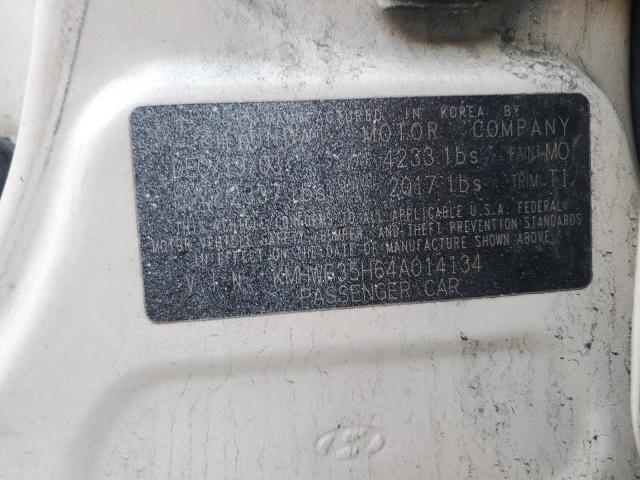 MANUFACTURED IN KOREA BY
HYUNDAI MOTOR COMPANY
4233 lbs PAINT MO
2017 lbs TRIM TI
THIS VEHICLE CONFORMS TO ALL APPLICABLE U.S.A. FEDERAL
MOTOR VEHICLE SAFETY BUMPER, AND THEFT PREVENTION STANDARDS
IN EFFECT ON THE DATE OF MANUFACTURE SHOWN ABOVE.
V I N 35H64A014134
PASSENGER CAR